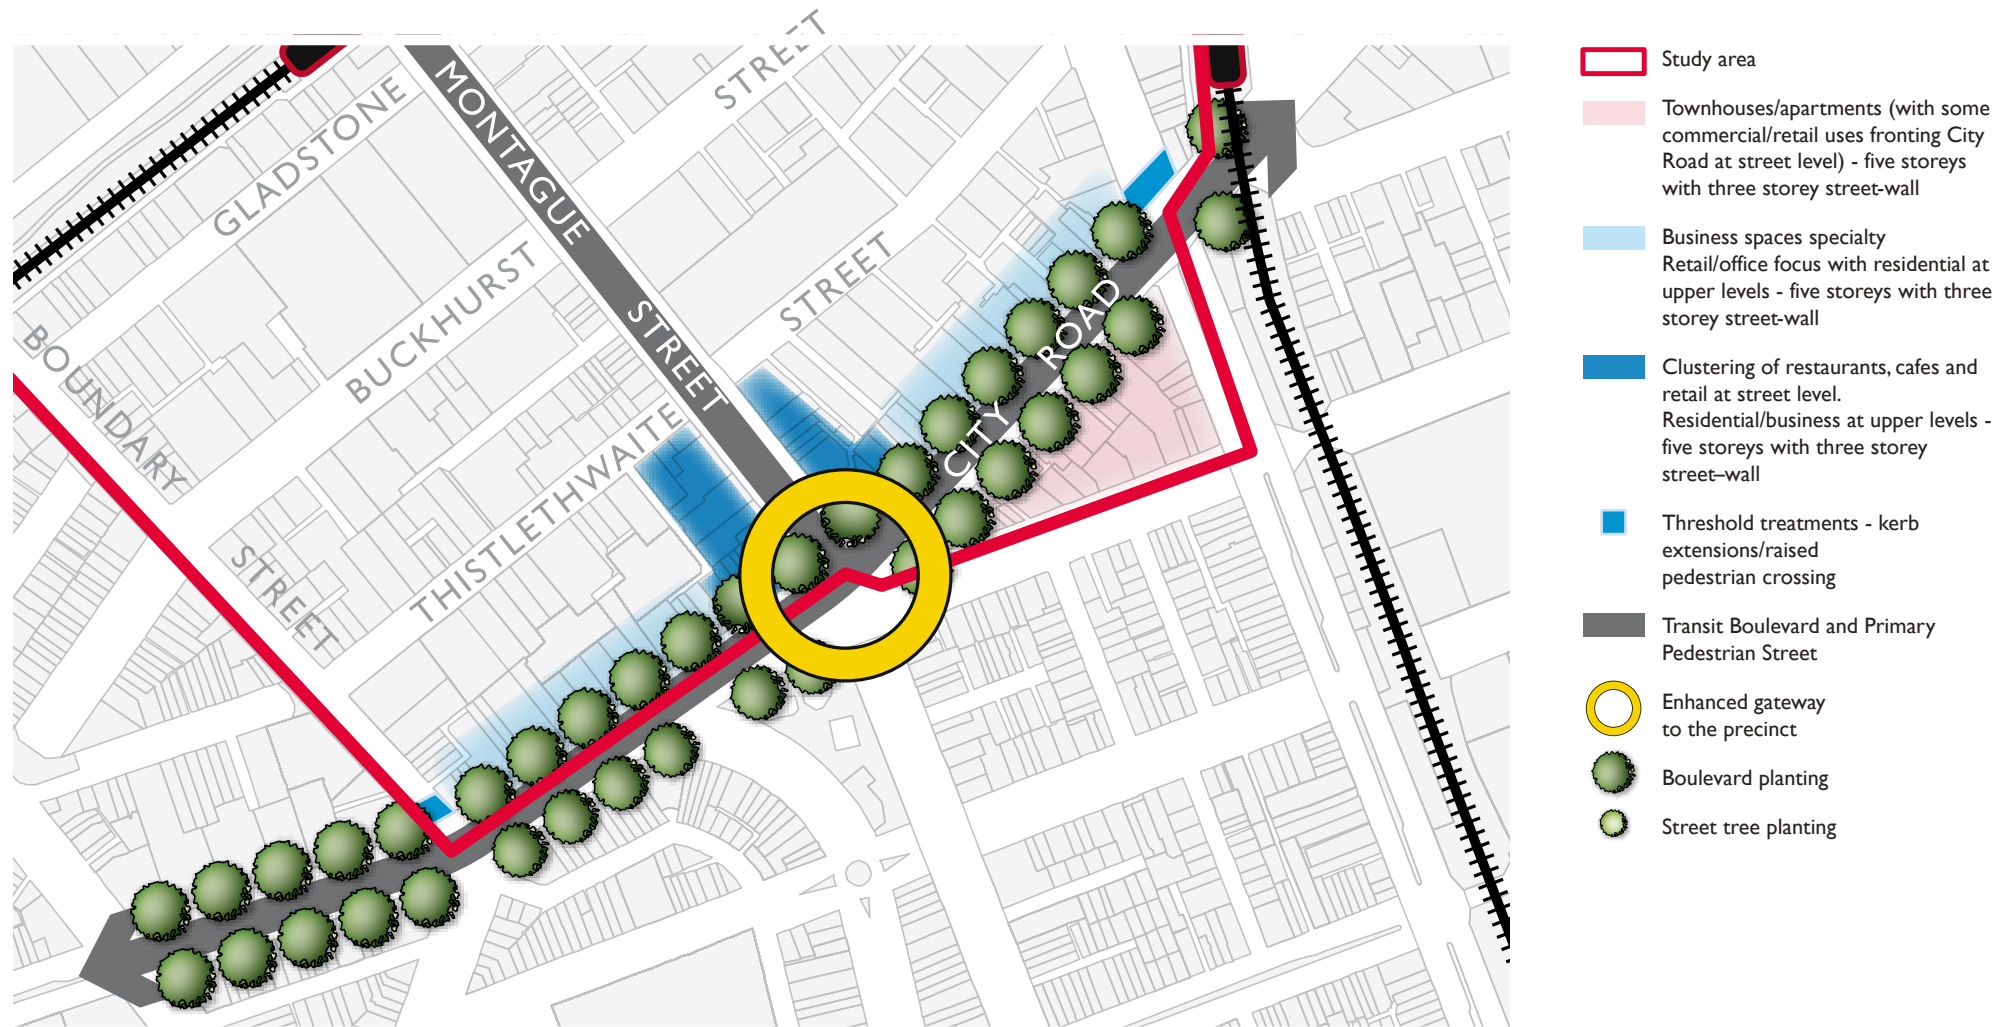 STREET
GLADSTONE
MONTAGUE
STREET
BUCKHURST
STREET
BOUNDARY
STREET
THISTLETHWAITE
CITY ROAD
Study area
Townhouses/apartments (with some
commercial/retail uses fronting City
Road at street level) - five storeys
with three storey street-wall
Business spaces specialty
Retail/office focus with residential at
upper levels - five storeys with three
storey street-wall
Clustering of restaurants, cafes and
retail at street level.
Residential/business at upper levels -
five storeys with three storey
street–wall
Threshold treatments - kerb
extensions/raised
pedestrian crossing
Transit Boulevard and Primary
Pedestrian Street
Enhanced gateway
to the precinct
Boulevard planting
Street tree planting